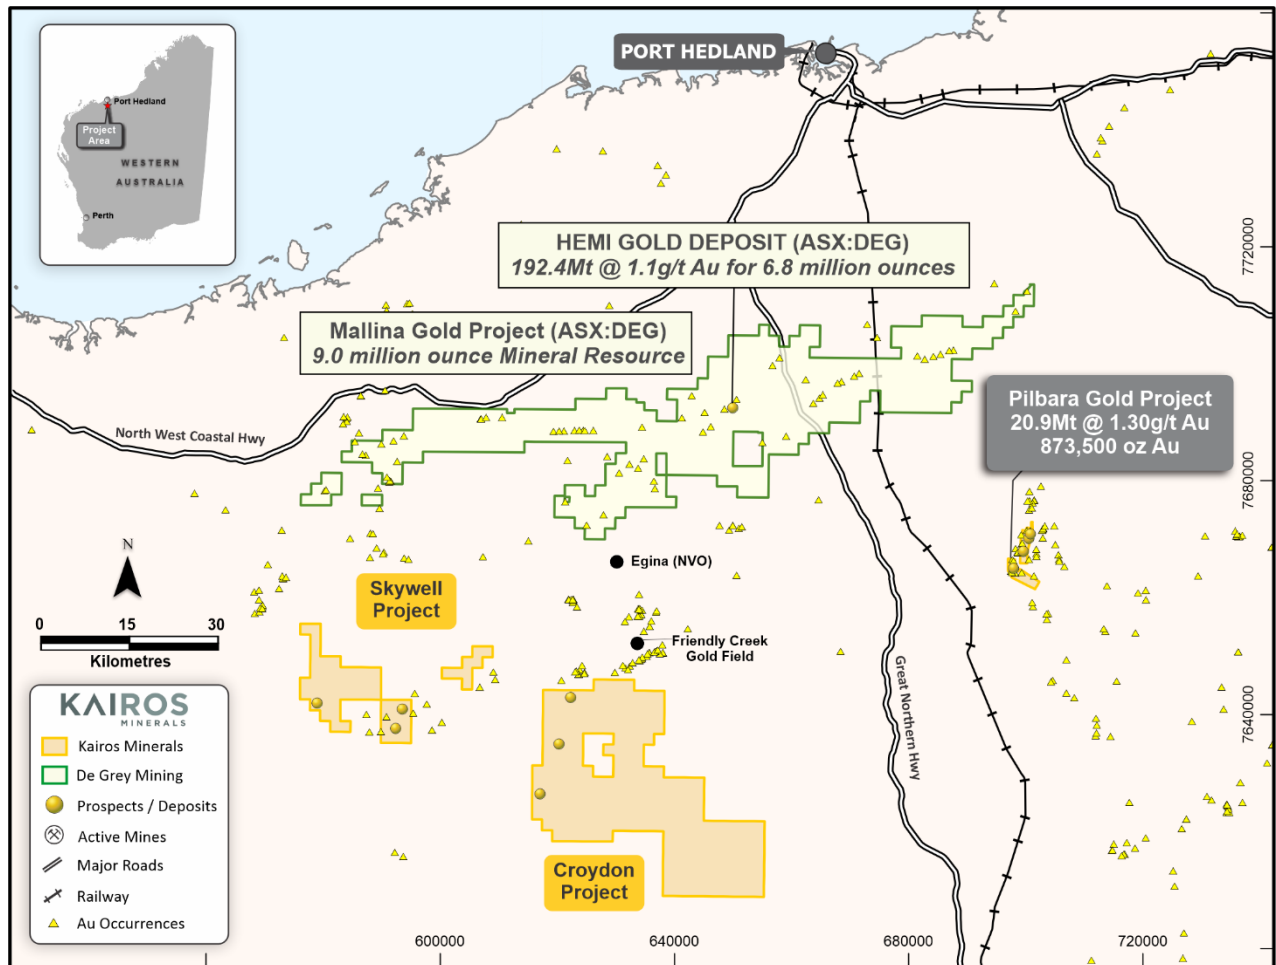 PORT HEDLAND
Port Hedland
Project
Area
WESTERN
AUSTRALIA
Perth
HEMI GOLD DEPOSIT (ASX:DEG)
192.4Mt @ 1.1g/t Au for 6.8 million ounces
7720000
Mallina Gold Project (ASX:DEG)
9.0 million ounce Mineral Resource
Pilbara Gold Project
20.9Mt @ 1.30g/t Au
873,500 oz Au
North West Coastal Hwy
7680000
N
Egina (NVO)
Skywell
Project
0 15 30
Kilometres
Friendly Creek
Gold Field
Great Northern Hwy
7640000
KAIROS
MINERALS
Kairos Minerals
De Grey Mining
Prospects / Deposits
Active Mines
Major Roads
Railway
Au Occurrences
Croydon
Project
600000 640000 680000 720000